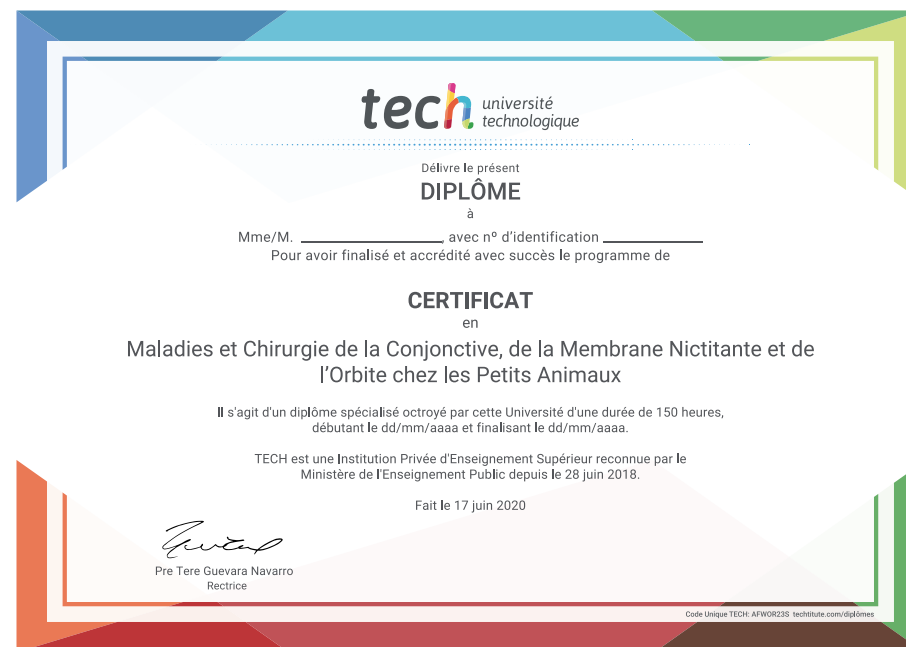 tech université
technologique
Délivre le présent
DIPLÔME
à
Mme/M. ____________________, avec nº d'identification ______________
Pour avoir finalisé et accrédité avec succès le programme de
CERTIFICAT
en
Maladies et Chirurgie de la Conjonctive, de la Membrane Nictitante et de
l'Orbite chez les Petits Animaux
Il s'agit d'un diplôme spécialisé octroyé par cette Université d'une durée de 150 heures,
débutant le dd/mm/aaaa et finalisant le dd/mm/aaaa.
TECH est une Institution Privée d'Enseignement Supérieur reconnue par le
Ministère de l'Enseignement Public depuis le 28 juin 2018.
Fait le 17 juin 2020
Pre Tere Guevara Navarro
Rectrice
Code Unique TECH: AFWOR23S techtitute.com/diplômes